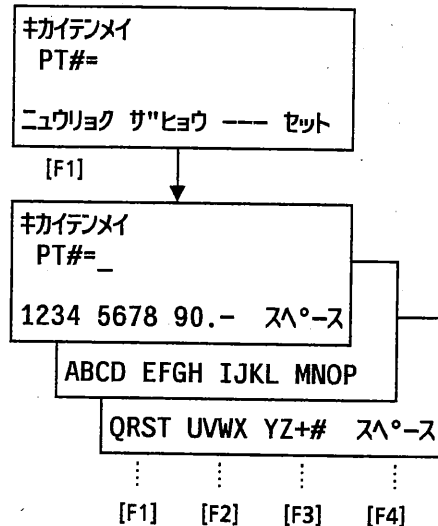 キカイテンメイ
PT#=
ニュウリョク サ"ヒョウ --- セット
[F1]
キカイテンメイ
PT#=_
1234 5678 90.- スペース
ABCD EFGH IJKL MNOP
QRST UVWX YZ+# スペース
[F1] [F2] [F3] [F4]